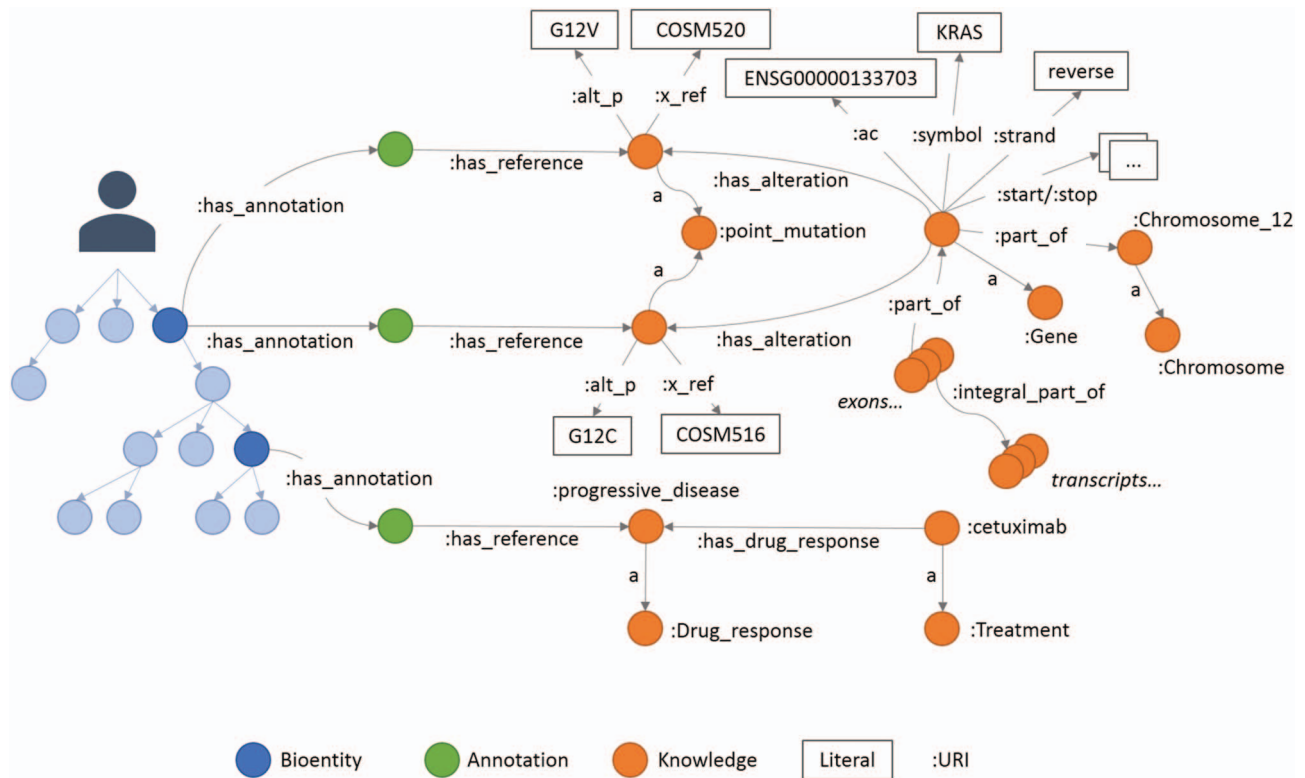 G12V
COSM520
KRAS
ENSG00000133703
reverse
:alt_p
:x_ref
:ac
:symbol
:strand
...
:has_reference
:has_alteration
:start/:stop
:has_annotation
a
:point_mutation
:part_of
:Chromosome_12
a
a
a
:part_of
:has_annotation
:has_reference
:has_alteration
:Gene
:Chromosome
:alt_p
:x_ref
exons...
:integral_part_of
G12C
COSM516
:has_annotation
transcripts...
:progressive_disease
:has_reference
:has_drug_response
:cetuximab
a
a
:Drug_response
:Treatment
Bioentity
Annotation
Knowledge
Literal
:URI